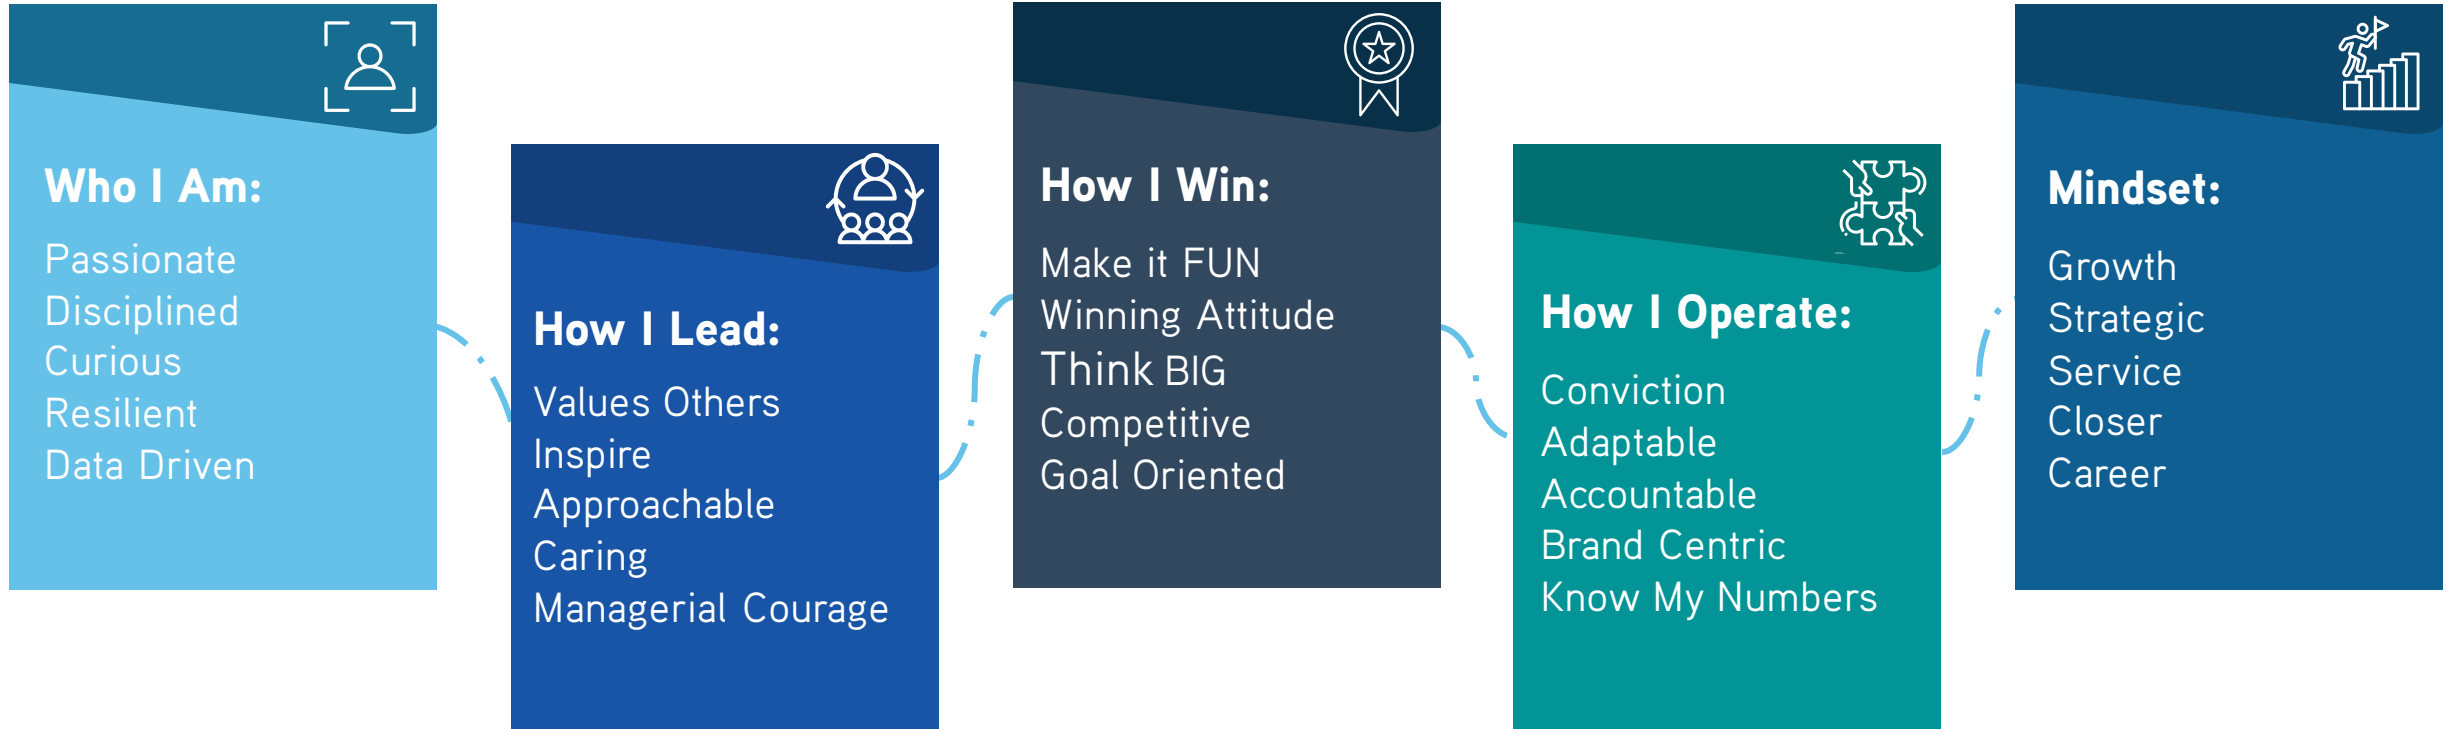 Who I Am:
Passionate
Disciplined
Curious
Resilient
Data Driven
How I Lead:
Values Others
Inspire
Approachable
Caring
Managerial Courage
How I Win:
Make it FUN
Winning Attitude
Think BIG
Competitive
Goal Oriented
How I Operate:
Conviction
Adaptable
Accountable
Brand Centric
Know My Numbers
Mindset:
Growth
Strategic
Service
Closer
Career